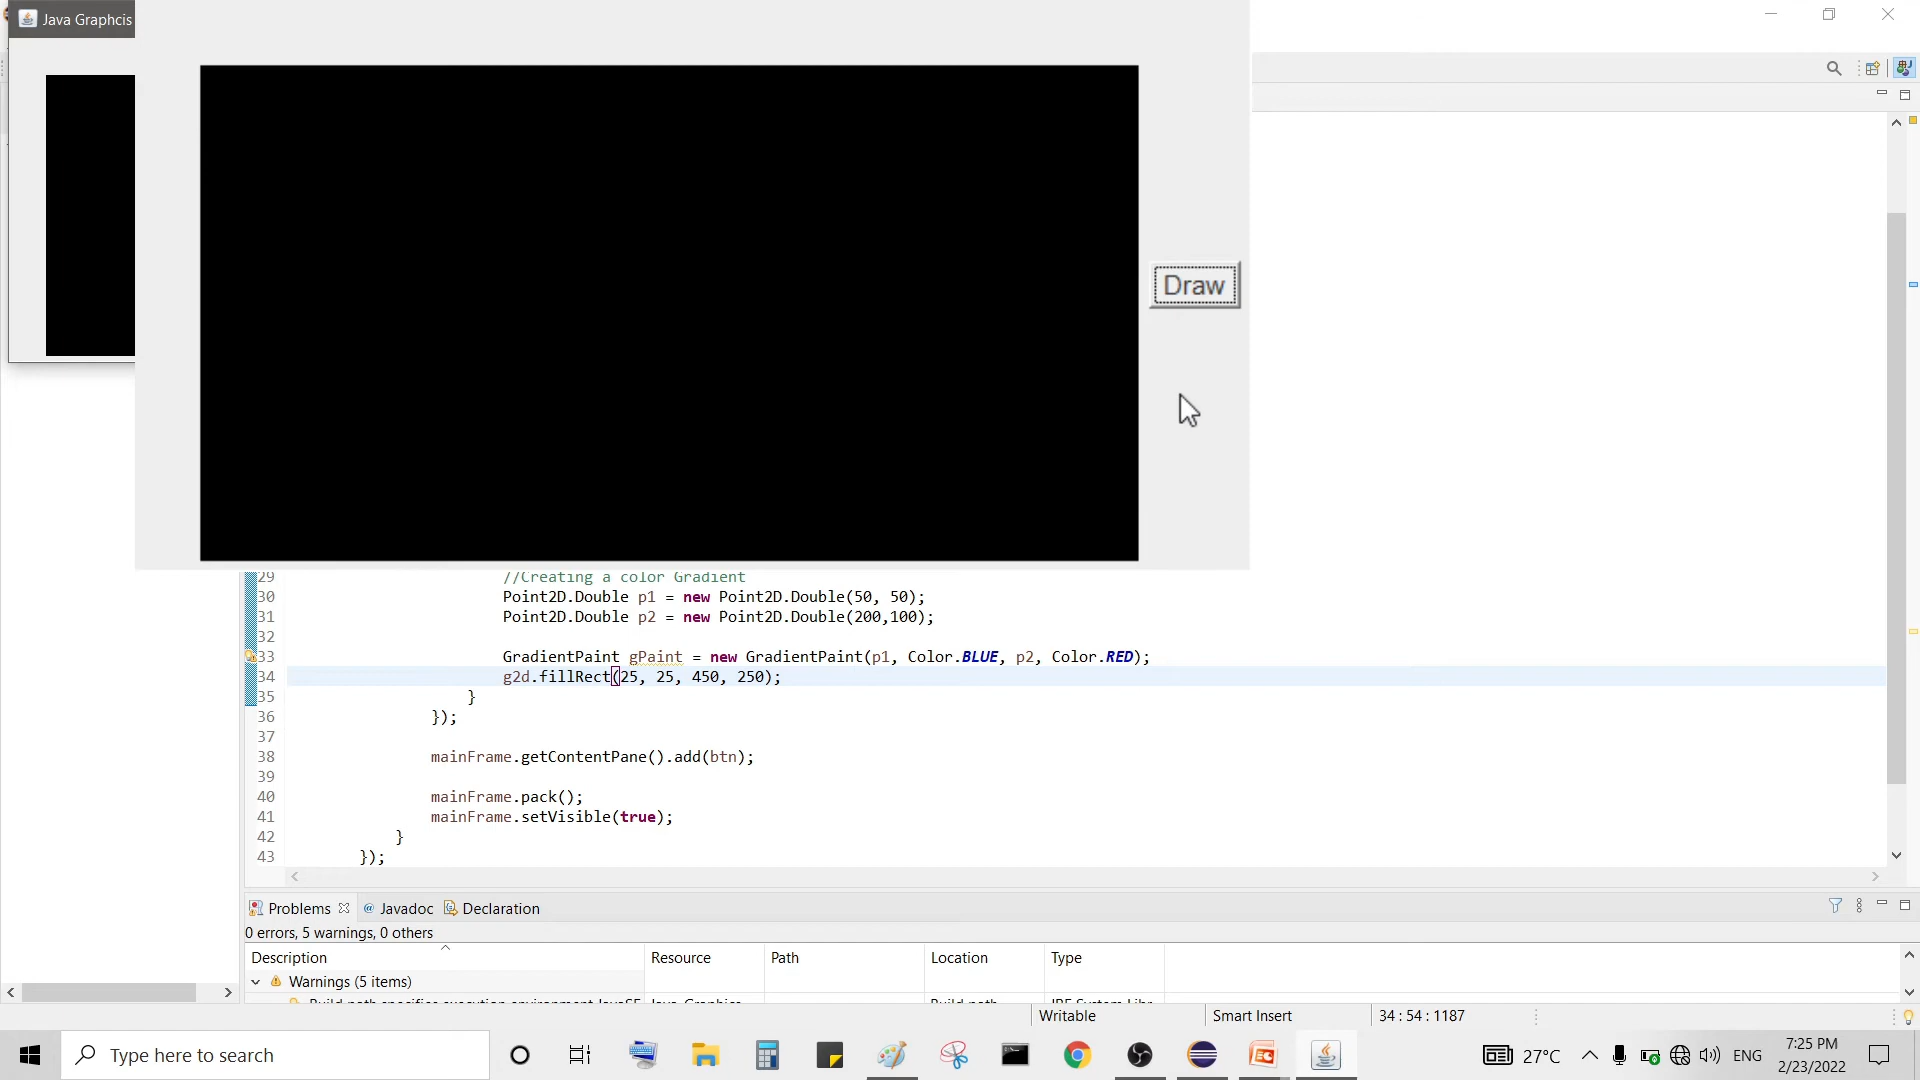 Java Graphcis
Draw
29 //Creating a color Gradient
30 Point2D.Double p1 = new Point2D.Double(50, 50);
31 Point2D.Double p2 = new Point2D.Double(200,100);
32
33 GradientPaint gPaint = new GradientPaint(p1, Color.BLUE, p2, Color.RED);
34 g2d.fillRect(25, 25, 450, 250);
35 }
36 });
37
38 mainFrame.getContentPane().add(btn);
39
40 mainFrame.pack();
41 mainFrame.setVisible(true);
42 }
43 });
Problems @ Javadoc Declaration
0 errors, 5 warnings, 0 others
Description Resource Path Location Type
Warnings (5 items)
Writable Smart Insert 34 : 54 : 1187
Type here to search 27°C ENG 7:25 PM
2/23/2022